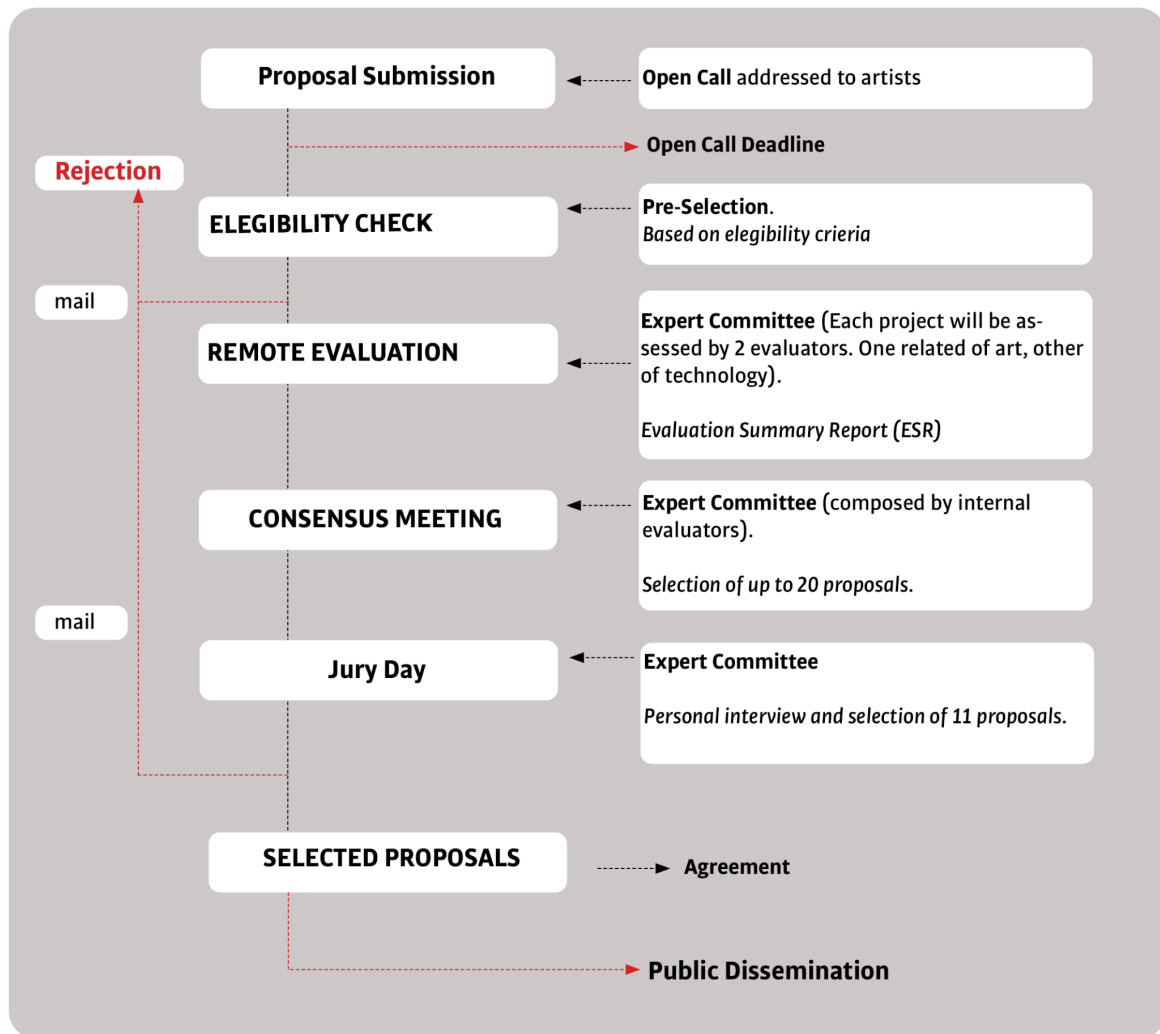 Proposal Submission
Open Call addressed to artists
Open Call Deadline
Rejection
ELEGIBILITY CHECK
Pre-Selection.
Based on elegibility crieria
mail
REMOTE EVALUATION
Expert Committee (Each project will be as-
sessed by 2 evaluators. One related of art, other
of technology).
Evaluation Summary Report (ESR)
CONSENSUS MEETING
Expert Committee (composed by internal
evaluators).
Selection of up to 20 proposals.
mail
Jury Day
Expert Committee
Personal interview and selection of 11 proposals.
SELECTED PROPOSALS
Agreement
Public Dissemination